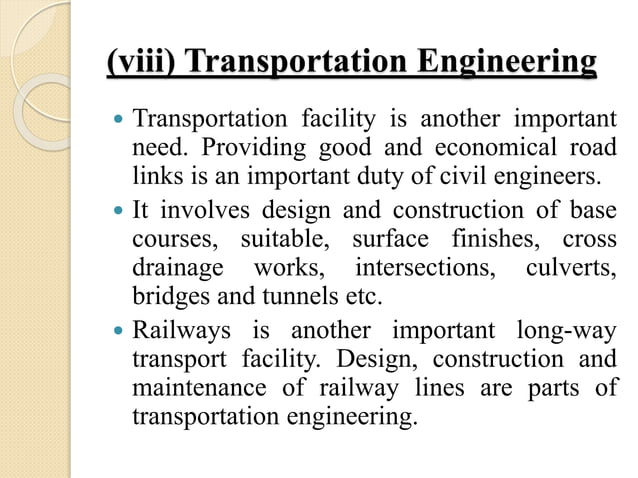 (viii) Transportation Engineering
• Transportation facility is another important
need. Providing good and economical road
links is an important duty of civil engineers.
• It involves design and construction of base
courses, suitable, surface finishes, cross
drainage works, intersections, culverts,
bridges and tunnels etc.
• Railways is another important long-way
transport facility. Design, construction and
maintenance of railway lines are parts of
transportation engineering.